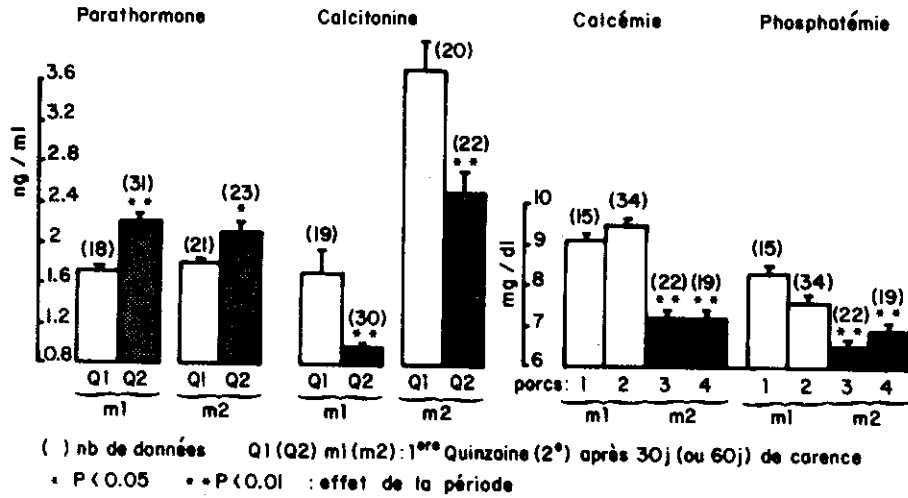 Parathormone Calcitonine Calcémie Phosphatémie
ng / ml
3.6
3.2
2.8
2.4
2
1.6
1.2
0.8
(18) (31) ** (21) (23) *
(19) (30) ** (20) (22) **
Q1 Q2 Q1 Q2 Q1 Q2 Q1 Q2
m1 m2 m1 m2
mg / dl
10
9
8
7
6
(15) (34) (22) ** (19) **
(15) (34) (22) ** (19) **
porcs: 1 2 3 4 1 2 3 4
m1 m2 m1 m2
( ) nb de données Q1 (Q2) m1 (m2) : 1ere Quinzaine (2e) après 30j (ou 60j) de carence
* P < 0.05 ** P < 0.01 : effet de la période